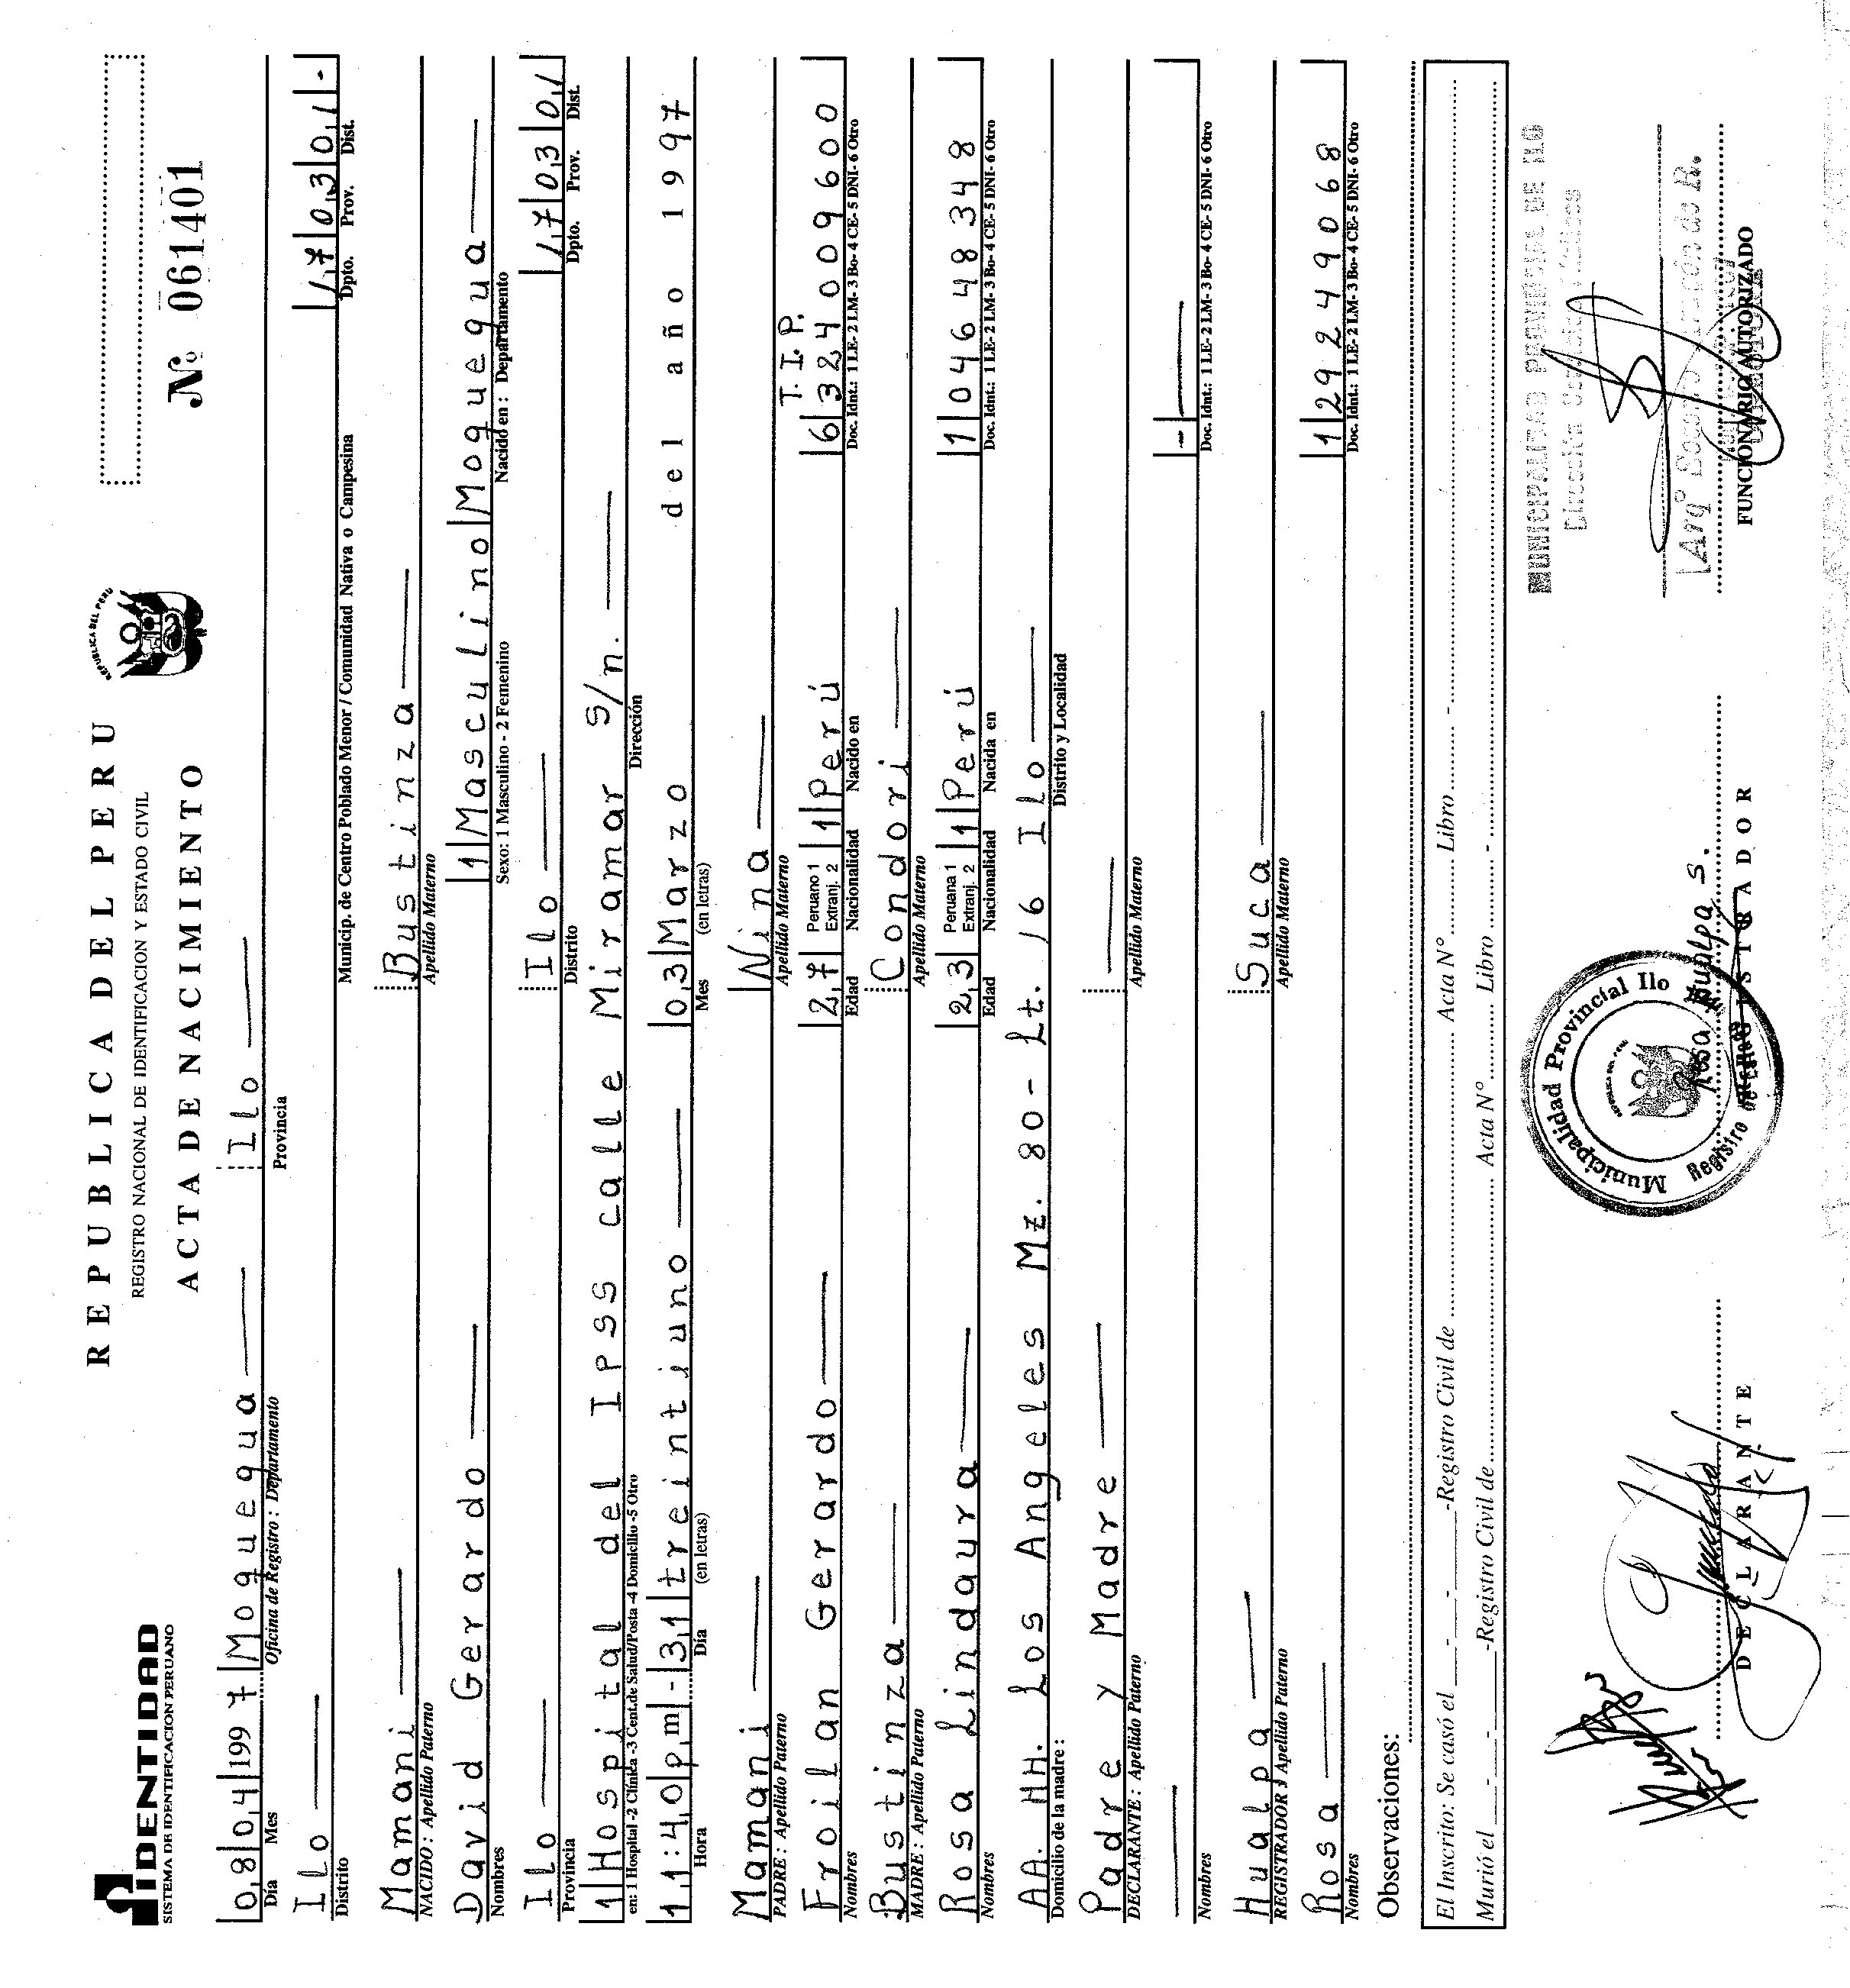 IDENTIDAD
SISTEMA DE IDENTIFICACION PERUANO
REPUBLICA DEL PERU
REGISTRO NACIONAL DE IDENTIFICACION Y ESTADO CIVIL
ACTA DE NACIMIENTO
REPUBLICA DEL PERU
Nº 061401
08 04 1997 Moquegua Ilo
Día Mes Oficina de Registro : Departamento Provincia
Ilo 17 03 01 -
Distrito Municip. de Centro Poblado Menor / Comunidad Nativa o Campesina Dpto. Prov. Dist.
Mamani Bustinza
NACIDO : Apellido Paterno Apellido Materno
David Gerardo 1 Masculino Moquegua
Nombres Sexo: 1 Masculino - 2 Femenino Nacido en : Departamento
Ilo Ilo 17 03 01
Provincia Distrito Dpto. Prov. Dist.
1 Hospital del Ipss calle Miramar S/n.
en: 1 Hospital -2 Clínica -3 Cent.de Salud/Posta -4 Domicilio -5 Otro Dirección
11:40 pm - 31 treintiuno 03 Marzo del año 1997
Hora Día (en letras) Mes (en letras)
Mamani Nina T.I.P.
PADRE : Apellido Paterno Apellido Materno
Froilan Gerardo 27 Peruano 1 Extranj. 2 1 Perú 6 324009600
Nombres Edad Nacionalidad Nacido en Doc. Idnt.: 1 LE- 2 LM- 3 Bo- 4 CE- 5 DNI- 6 Otro
Bustinza Condori
MADRE : Apellido Paterno Apellido Materno
Rosa Lindaura 23 Peruana 1 Extranj. 2 1 Perú 1 04648348
Nombres Edad Nacionalidad Nacida en Doc. Idnt.: 1 LE- 2 LM- 3 Bo- 4 CE- 5 DNI- 6 Otro
AA. HH. Los Angeles Mz. 80 - Lt. 16 Ilo
Domicilio de la madre : Distrito y Localidad
Padre y Madre
DECLARANTE : Apellido Paterno Apellido Materno
-
Nombres Doc. Idnt.: 1 LE- 2 LM- 3 Bo- 4 CE- 5 DNI- 6 Otro
Hualpa Suca
REGISTRADOR : Apellido Paterno Apellido Materno
Rosa 1 29249068
Nombres Doc. Idnt.: 1 LE- 2 LM- 3 Bo- 4 CE- 5 DNI- 6 Otro
Observaciones:
El Inscrito: Se casó el - - -Registro Civil de Acta Nº Libro -
Murió el - - -Registro Civil de Acta Nº Libro -
MUNICIPALIDAD PROVINCIAL DE ILO
Municipalidad Provincial Ilo
Rosa Hualpa S.
Registro
DECLARANTE
REGISTRADOR
FUNCIONARIO AUTORIZADO